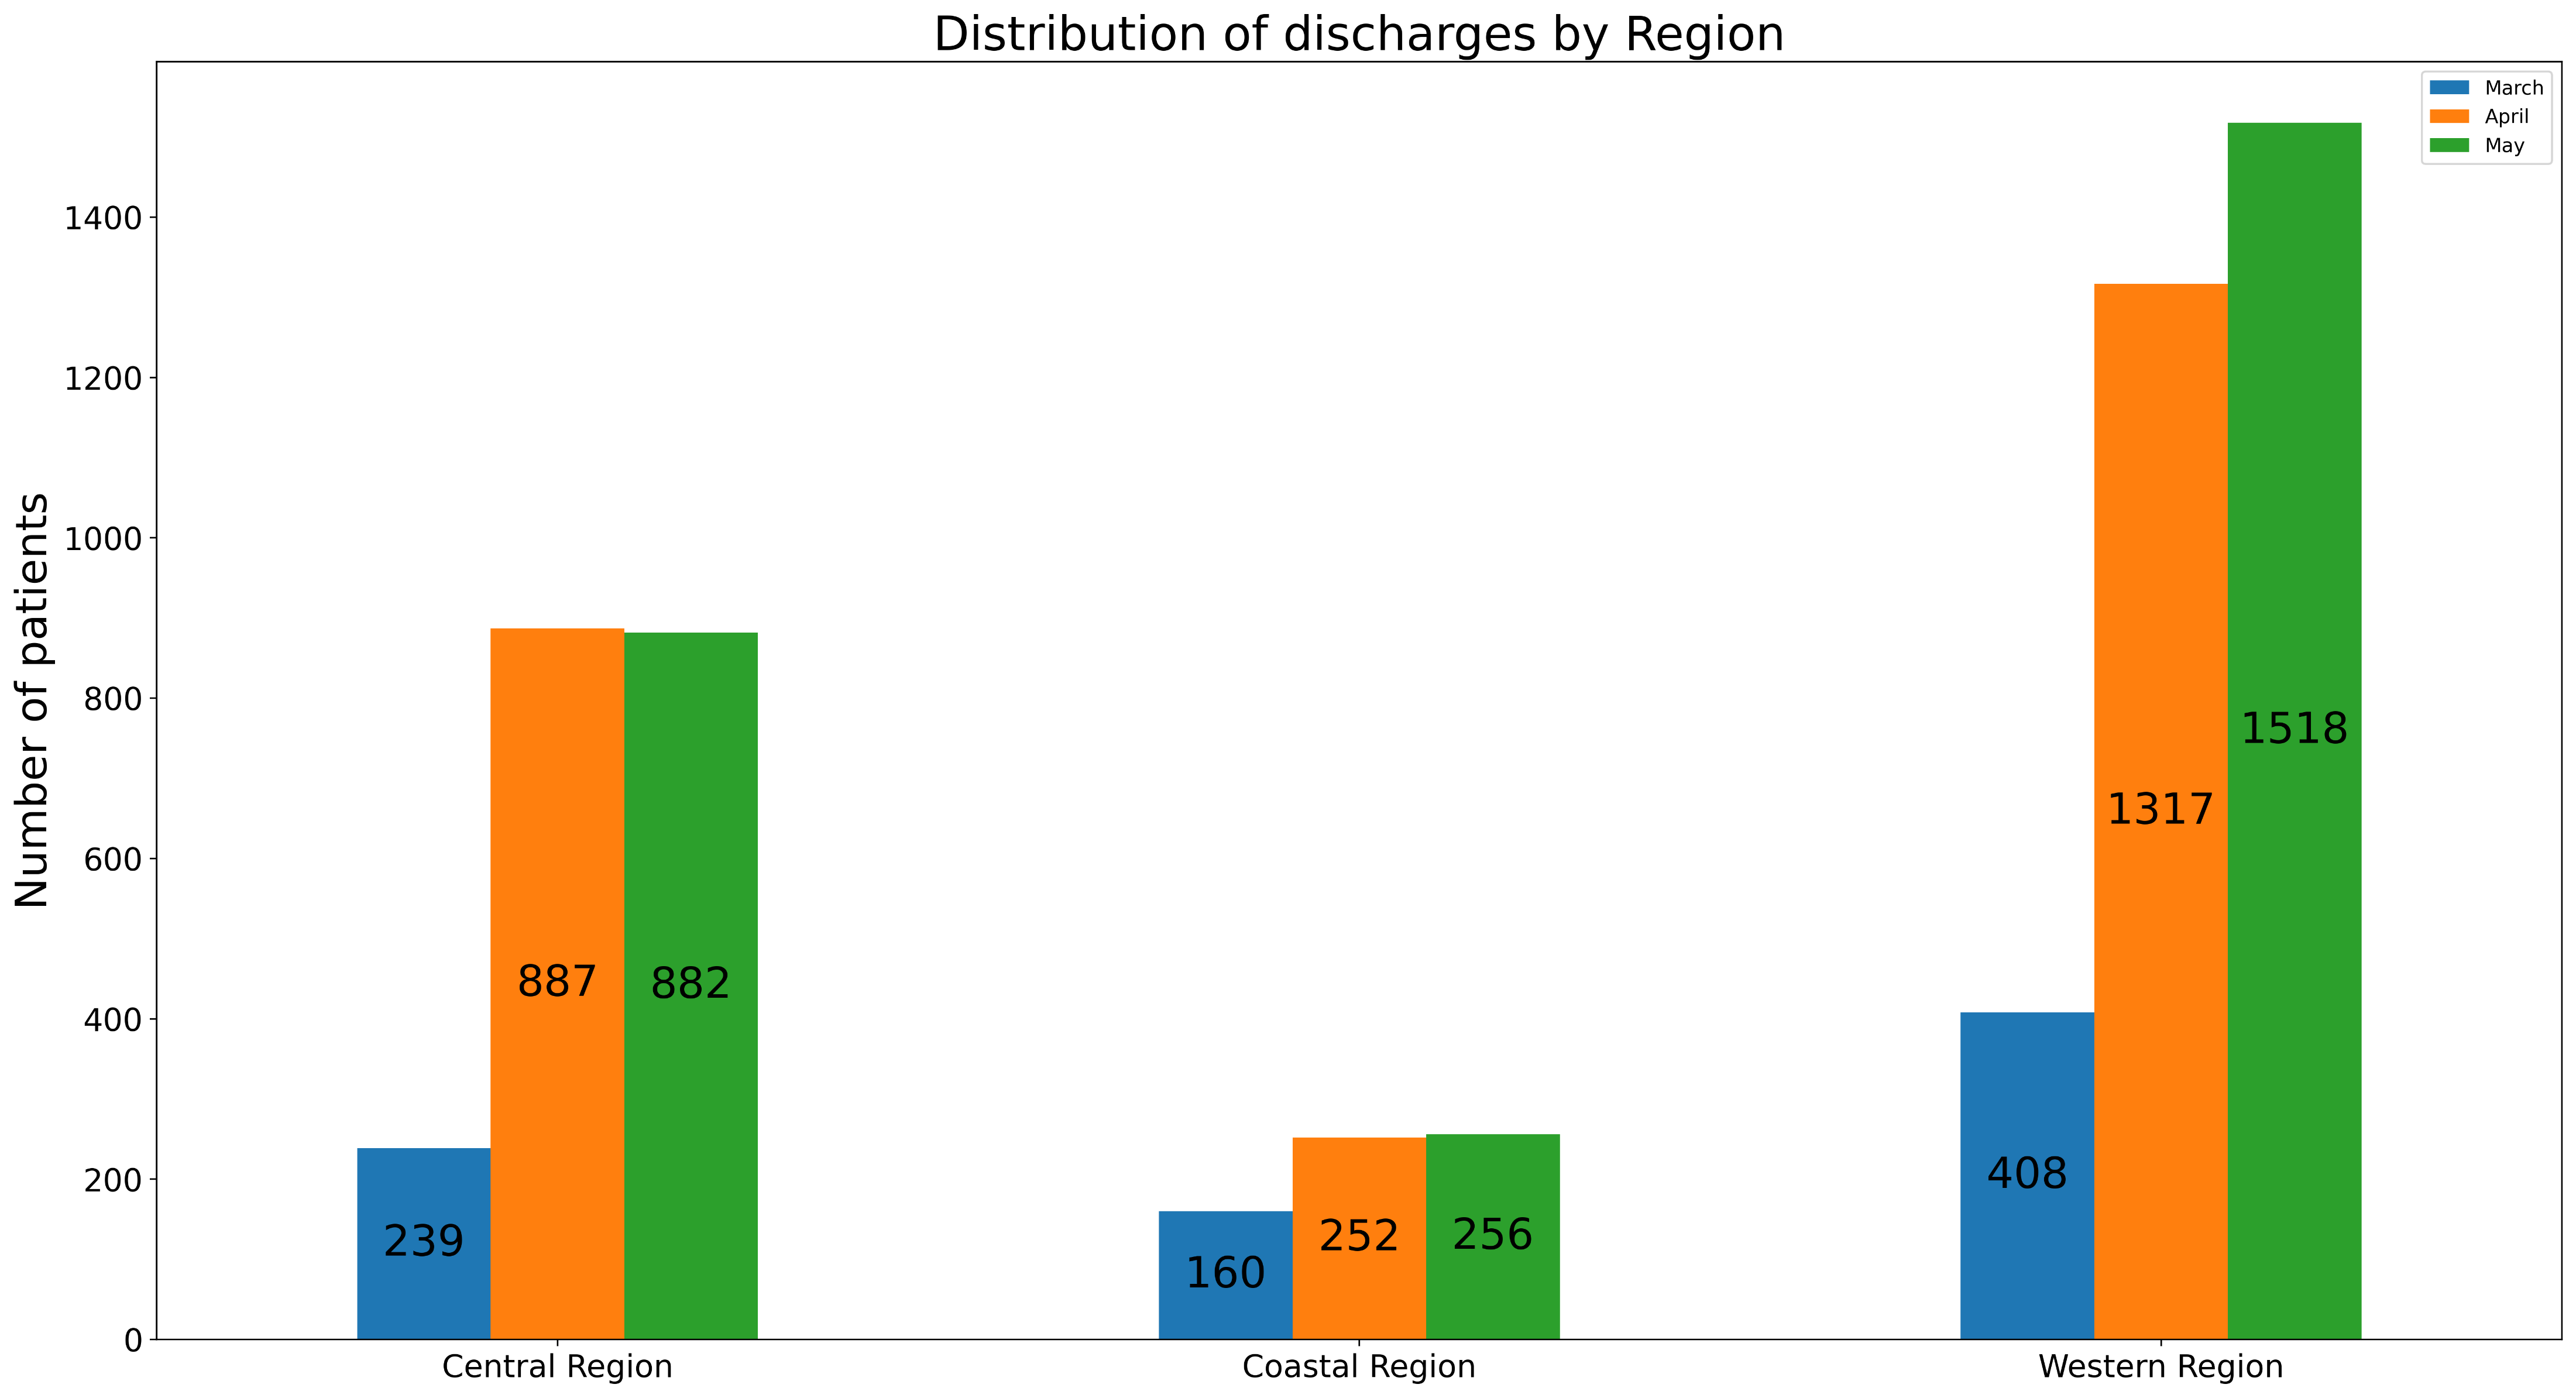 Distribution of discharges by Region
March
April
May
Number of patients
1400
1200
1000
800
600
400
200
0
239
887
882
160
252
256
408
1317
1518
Central Region
Coastal Region
Western Region